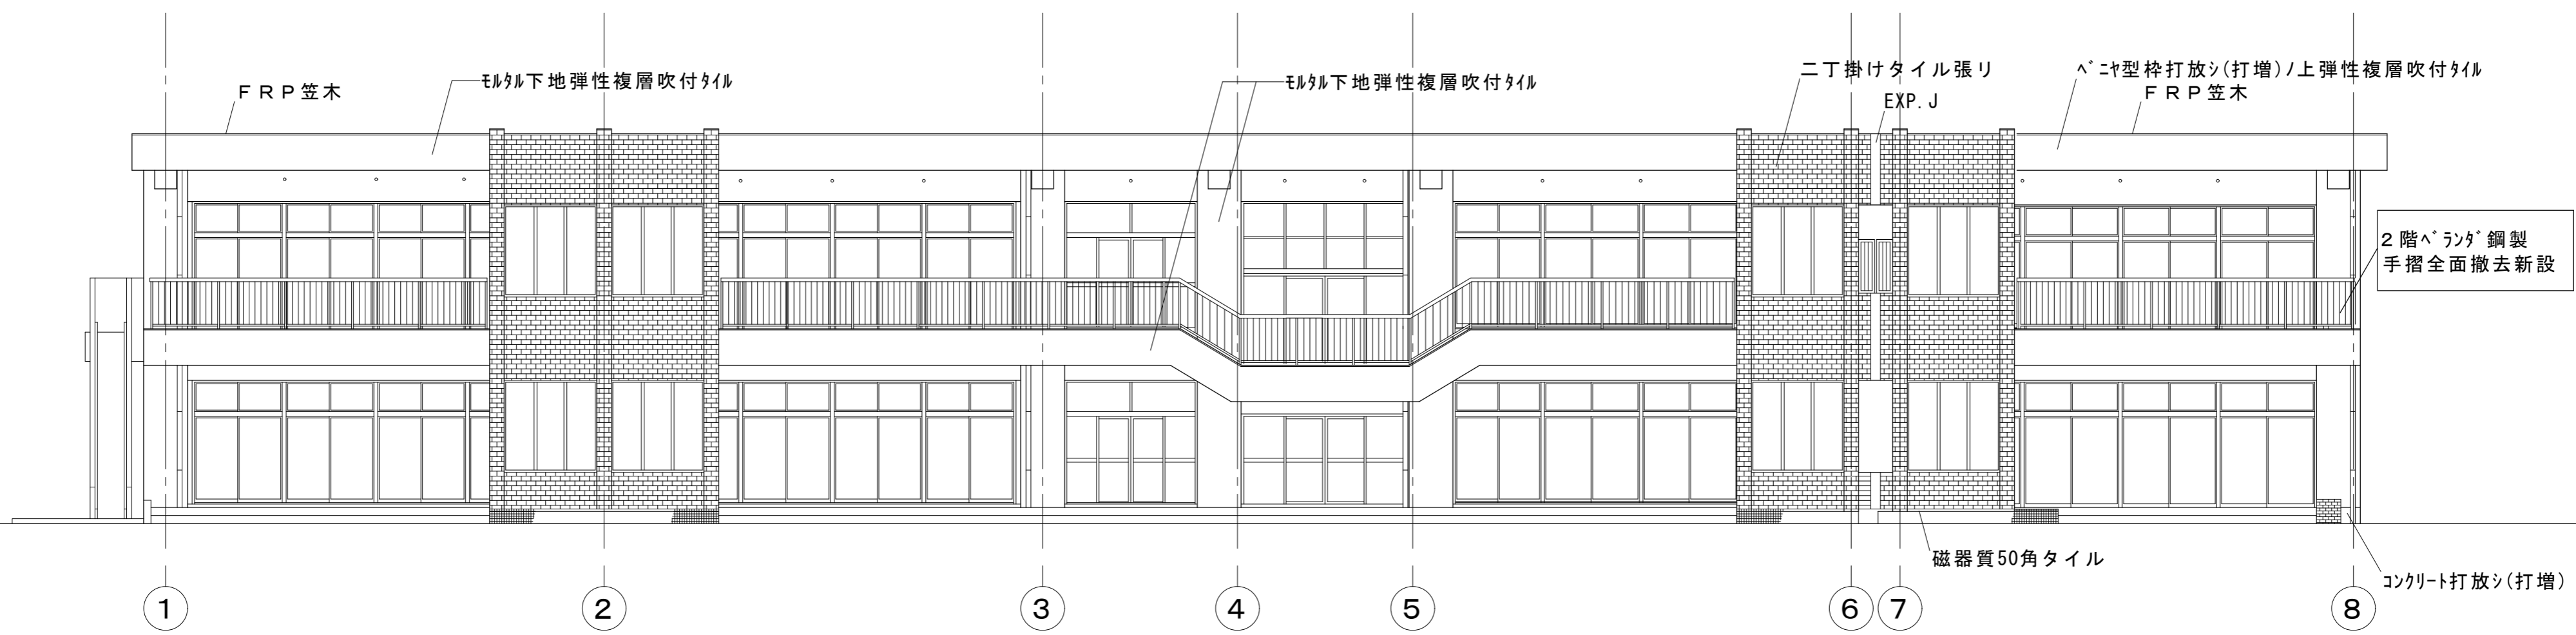 ＦＲＰ笠木
ﾓﾙﾀﾙ下地弾性複層吹付ﾀｲﾙ
ﾓﾙﾀﾙ下地弾性複層吹付ﾀｲﾙ
二丁掛けタイル張リ
EXP.J
ﾍﾞﾆﾔ型枠打放ｼ(打増)ﾉ上弾性複層吹付ﾀｲﾙ
ＦＲＰ笠木
２階ﾍﾞﾗﾝﾀﾞ鋼製
手摺全面撤去新設
磁器質50角タイル
ｺﾝｸﾘｰﾄ打放ｼ(打増)
1
2
3
4
5
6
7
8